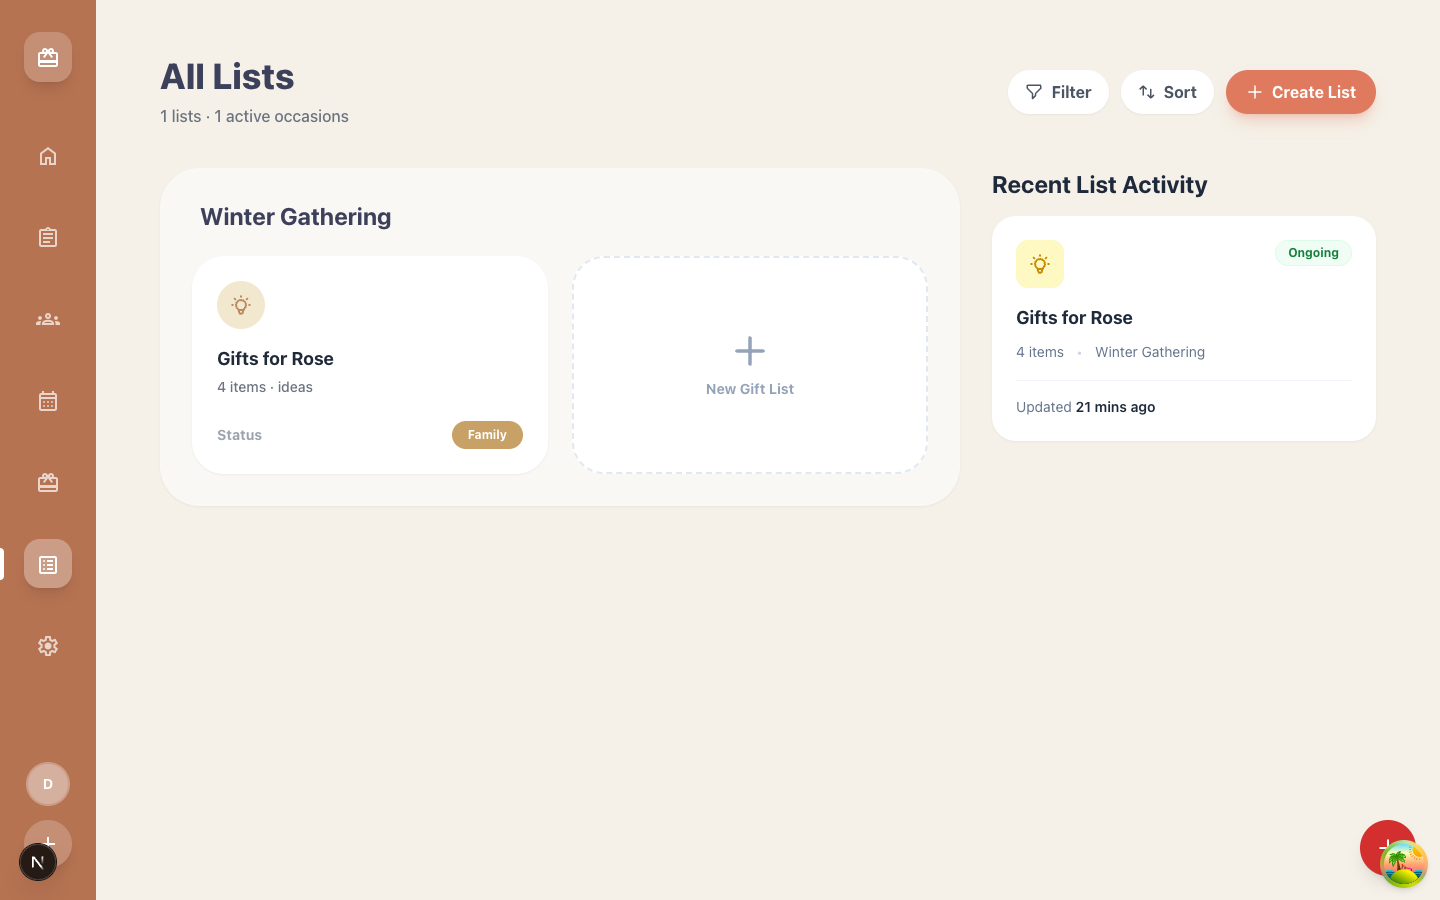 All Lists
1 lists · 1 active occasions
Filter
Sort
Create List
Winter Gathering
Gifts for Rose
4 items · ideas
Status
Family
New Gift List
Recent List Activity
Ongoing
Gifts for Rose
4 items • Winter Gathering
Updated 21 mins ago
D
N